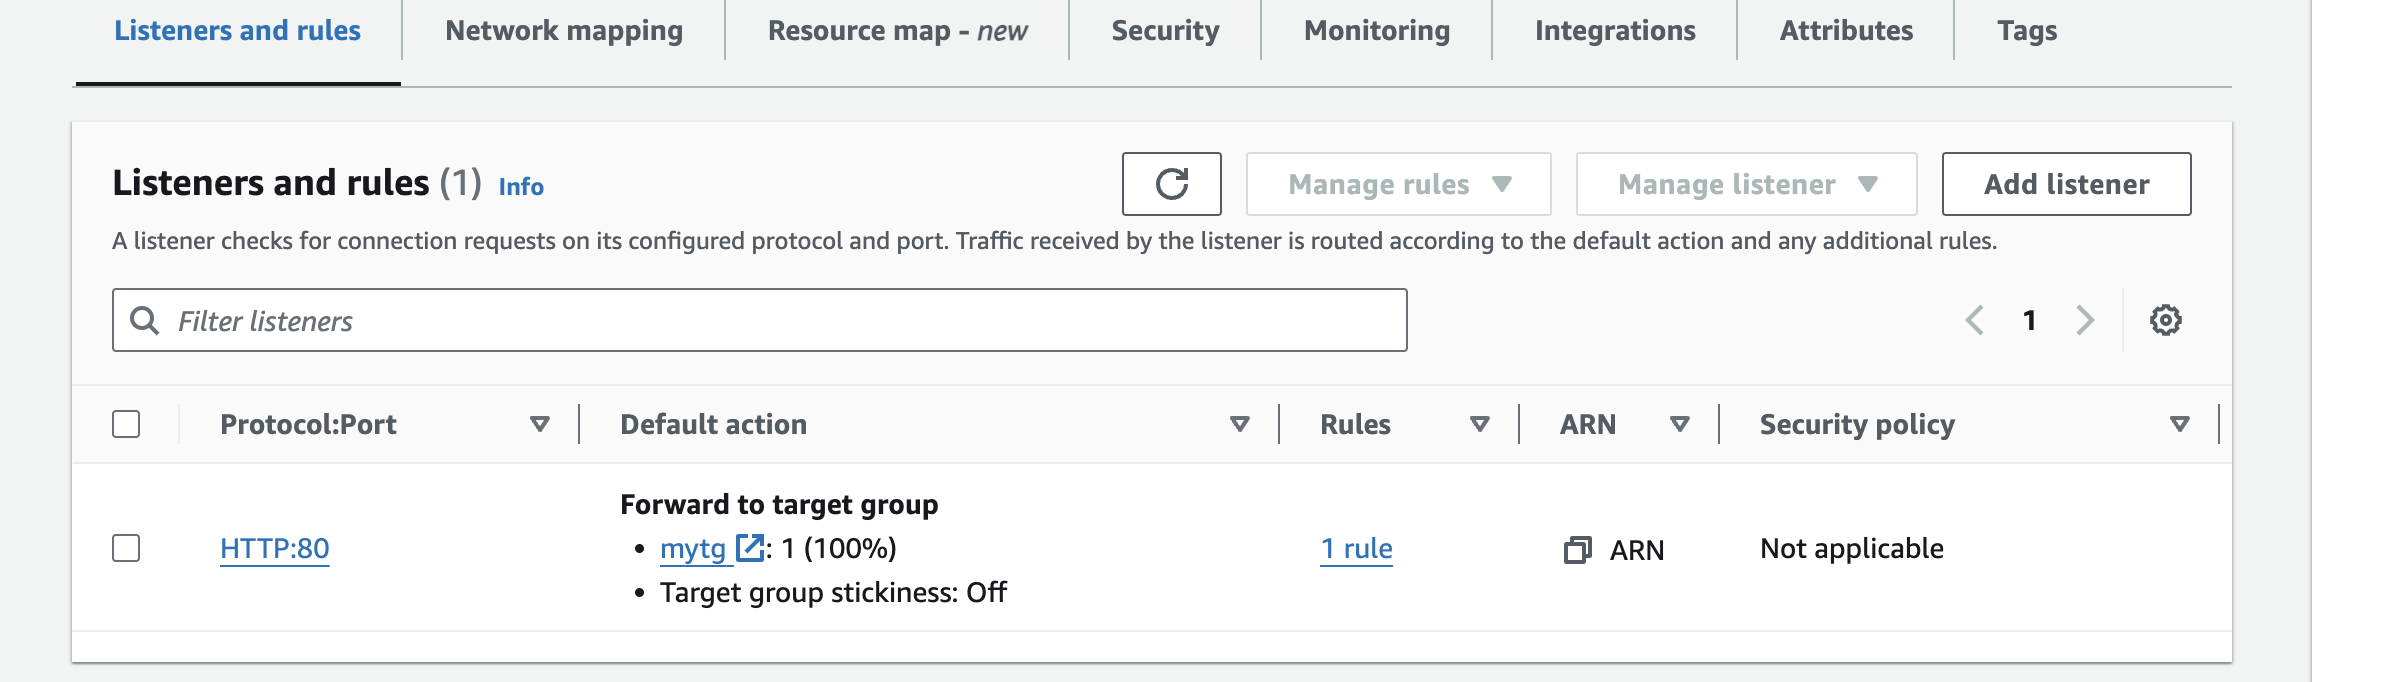 Listeners and rules Network mapping Resource map - new Security Monitoring Integrations Attributes Tags
Listeners and rules (1) Info Manage rules Manage listener Add listener
A listener checks for connection requests on its configured protocol and port. Traffic received by the listener is routed according to the default action and any additional rules.
Filter listeners 1
Protocol:Port Default action Rules ARN Security policy
Forward to target group
HTTP:80 • mytg : 1 (100%) 1 rule ARN Not applicable
• Target group stickiness: Off